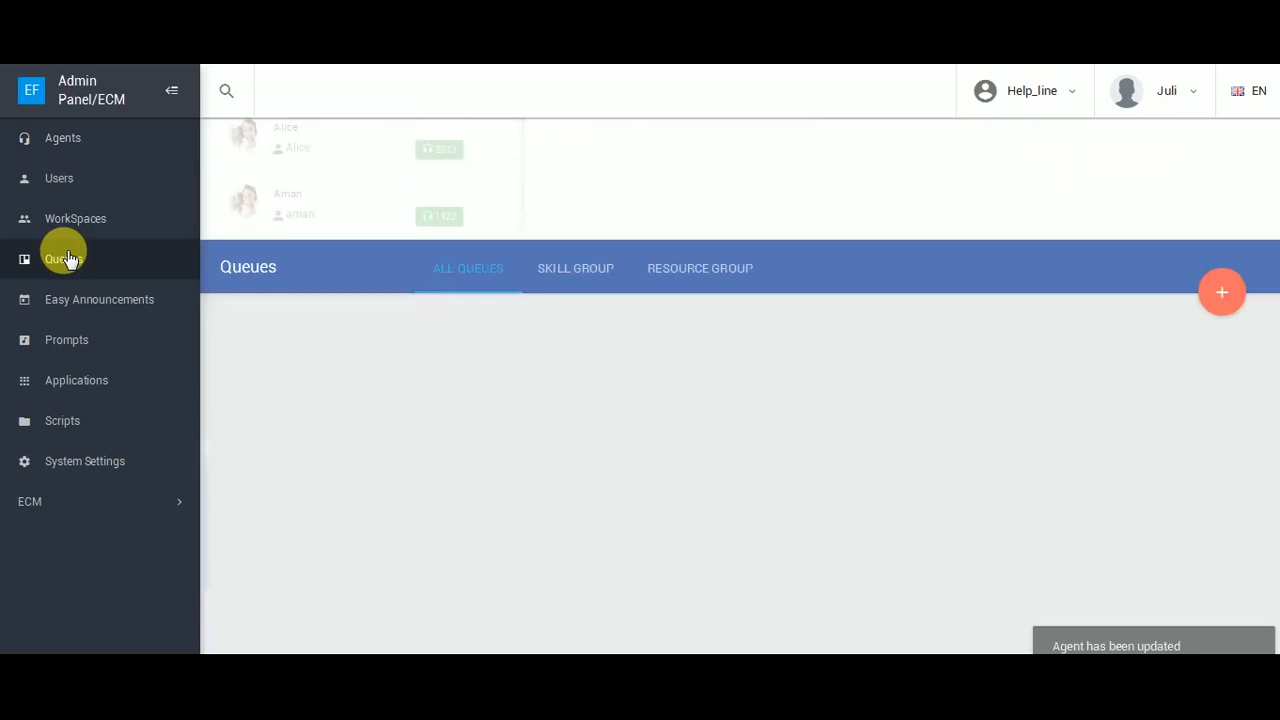 EF
Admin
Panel/ECM
Help_line
Juli
EN
Agents
Users
WorkSpaces
Easy Announcements
Prompts
Applications
Scripts
System Settings
ECM
Alice
Alice
Aman
aman
Queues
ALL QUEUES
SKILL GROUP
RESOURCE GROUP
+
Agent has been updated